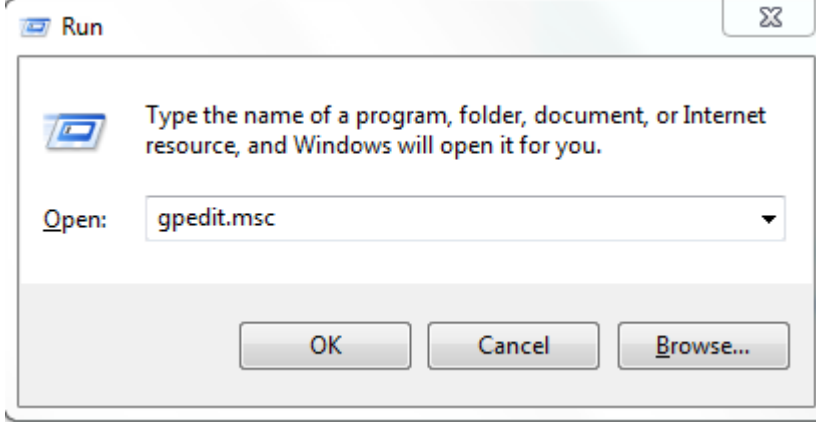 Run
Type the name of a program, folder, document, or Internet
resource, and Windows will open it for you.
Open: gpedit.msc
OK Cancel Browse...